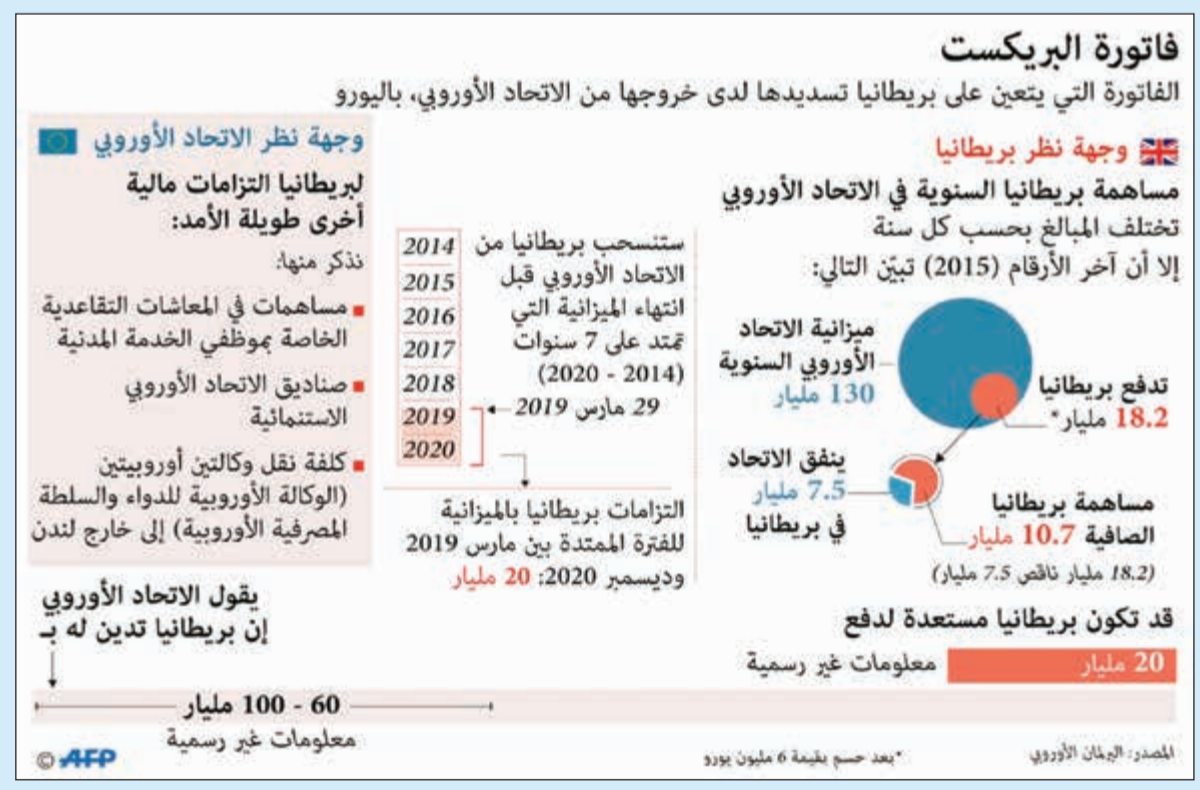 فاتورة البريكست
الفاتورة التي يتعين على بريطانيا تسديدها لدى خروجها من الاتحاد الأوروبي، باليورو
وجهة نظر بريطانيا
مساهمة بريطانيا السنوية في الاتحاد الأوروبي
تختلف المبالغ بحسب كل سنة
إلا أن آخر الأرقام (2015) تبيّن التالي:
ميزانية الاتحاد
الأوروبي السنوية
130 مليار
تدفع بريطانيا
18.2 مليار*
ينفق الاتحاد
7.5 مليار
في بريطانيا
مساهمة بريطانيا
الصافية 10.7 مليار
(18.2 مليار ناقص 7.5 مليار)
ستنسحب بريطانيا من
الاتحاد الأوروبي قبل
انتهاء الميزانية التي
تمتد على 7 سنوات
(2014 - 2020)
29 مارس 2019
2014
2015
2016
2017
2018
2019
2020
التزامات بريطانيا بالميزانية
للفترة الممتدة بين مارس 2019
وديسمبر 2020: 20 مليار
وجهة نظر الاتحاد الأوروبي
لبريطانيا التزامات مالية
أخرى طويلة الأمد:
نذكر منها:
مساهمات في المعاشات التقاعدية
الخاصة بموظفي الخدمة المدنية
صناديق الاتحاد الأوروبي
الاستثمائية
كلفة نقل وكالتين أوروبيتين
(الوكالة الأوروبية للدواء والسلطة
المصرفية الأوروبية) إلى خارج لندن
قد تكون بريطانيا مستعدة لدفع
20 مليار
معلومات غير رسمية
يقول الاتحاد الأوروبي
إن بريطانيا تدين له بـ
60 - 100 مليار
معلومات غير رسمية
المصدر: البرلمان الأوروبي
*بعد حسم بقيمة 6 مليون يورو
© AFP